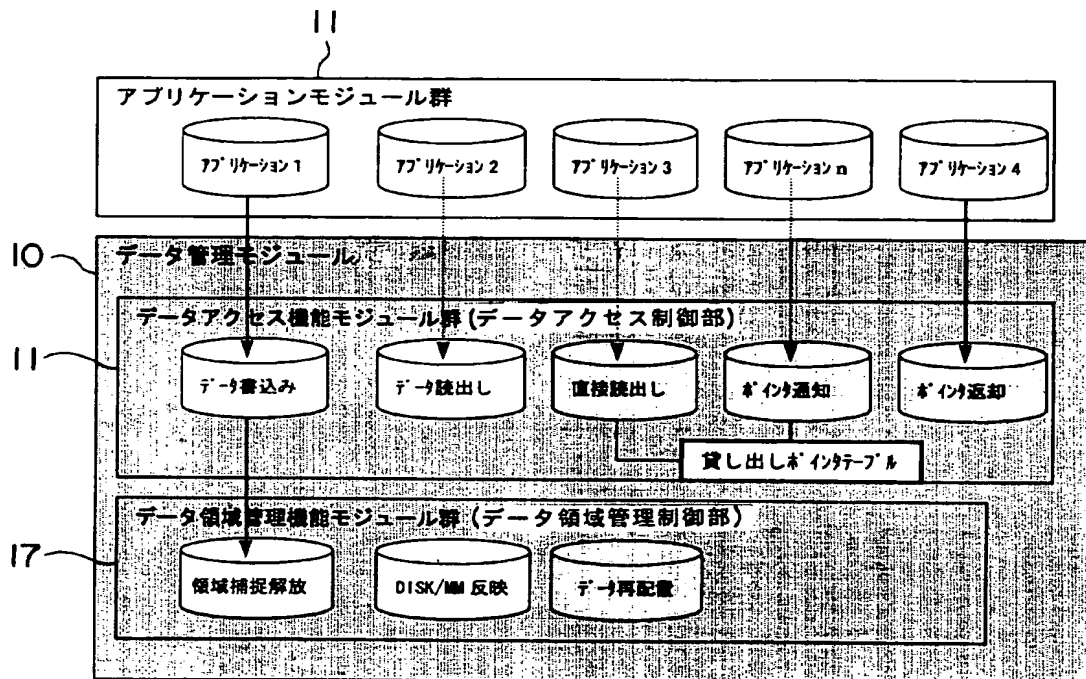 11
アプリケーションモジュール群
アプリケーション1 アプリケーション2 アプリケーション3 アプリケーションn アプリケーション4
10
データ管理モジュール
データアクセス機能モジュール群(データアクセス制御部)
11
データ書込み データ読出し 直接読出し ポインタ通知 ポインタ返却
貸し出しポインタテーブル
データ領域管理機能モジュール群(データ領域管理制御部)
17
領域捕捉解放 DISK/MM反映 データ再配置